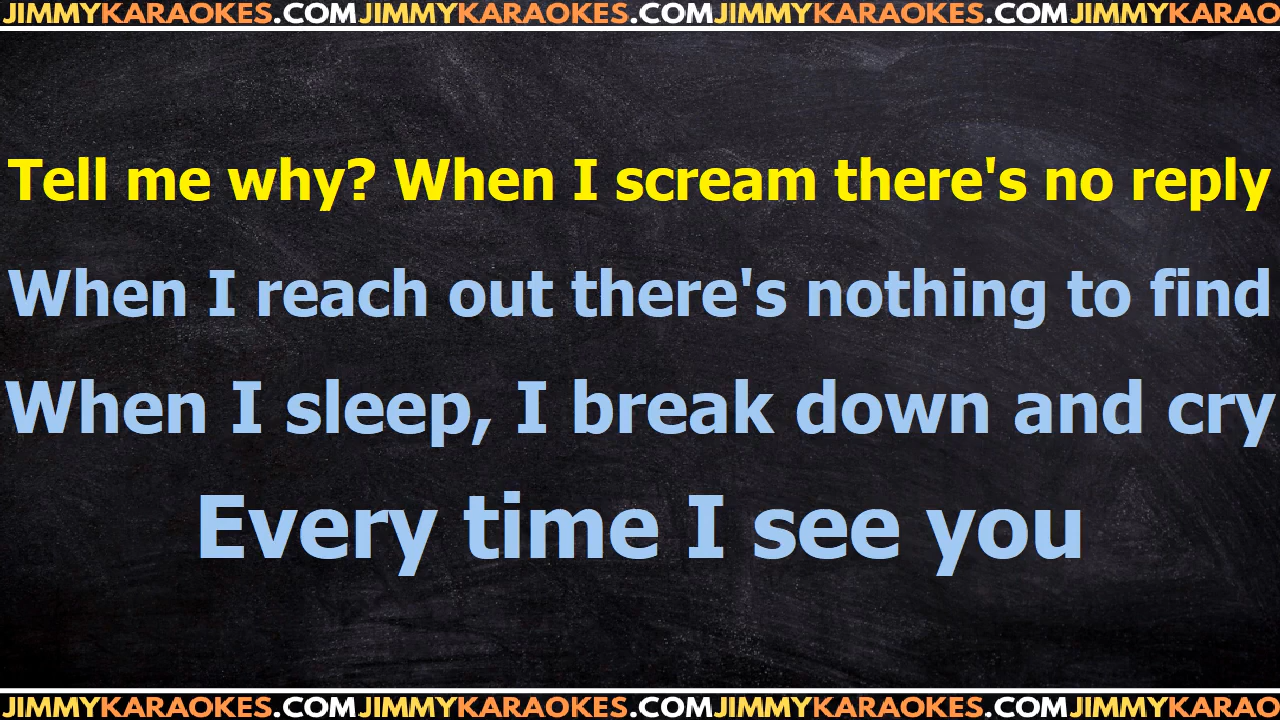 JIMMYKARAOKES.COMJIMMYKARAOKES.COMJIMMYKARAOKES.COMJIMMYKARAO
Tell me why? When I scream there's no reply
When I reach out there's nothing to find
When I sleep, I break down and cry
Every time I see you
JIMMYKARAOKES.COMJIMMYKARAOKES.COMJIMMYKARAOKES.COMJIMMYKARAO